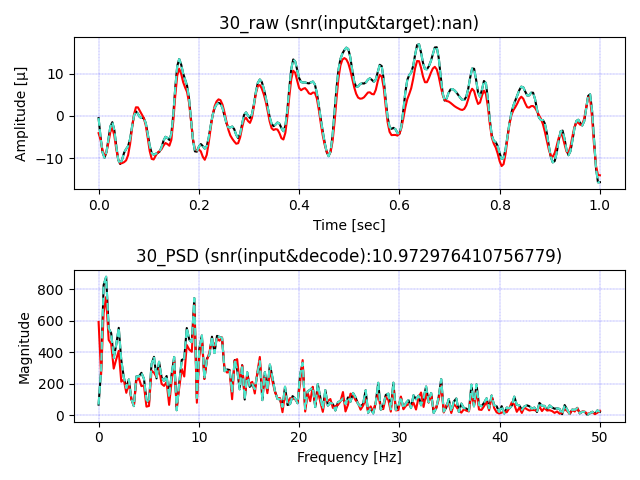 30_raw (snr(input&target):nan)
Amplitude [µ]
10
0
−10
0.0 0.2 0.4 0.6 0.8 1.0
Time [sec]
30_PSD (snr(input&decode):10.972976410756779)
Magnitude
800
600
400
200
0
0 10 20 30 40 50
Frequency [Hz]